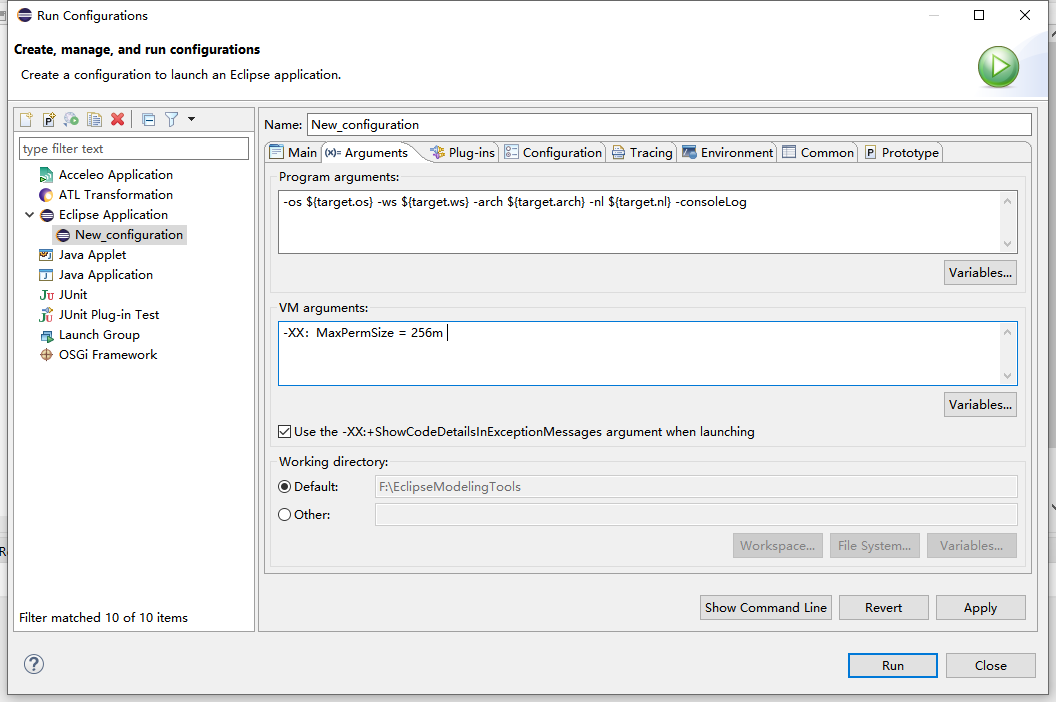 Run Configurations
Create, manage, and run configurations
Create a configuration to launch an Eclipse application.
type filter text
Acceleo Application
ATL Transformation
Eclipse Application
New_configuration
Java Applet
Java Application
JUnit
JUnit Plug-in Test
Launch Group
OSGi Framework
Filter matched 10 of 10 items
Name: New_configuration
Main (x)= Arguments Plug-ins Configuration Tracing Environment Common P Prototype
Program arguments:
-os ${target.os} -ws ${target.ws} -arch ${target.arch} -nl ${target.nl} -consoleLog
Variables...
VM arguments:
-XX: MaxPermSize = 256m
Variables...
Use the -XX:+ShowCodeDetailsInExceptionMessages argument when launching
Working directory:
Default: F:\EclipseModelingTools
Other:
Workspace... File System... Variables...
Show Command Line Revert Apply
? Run Close